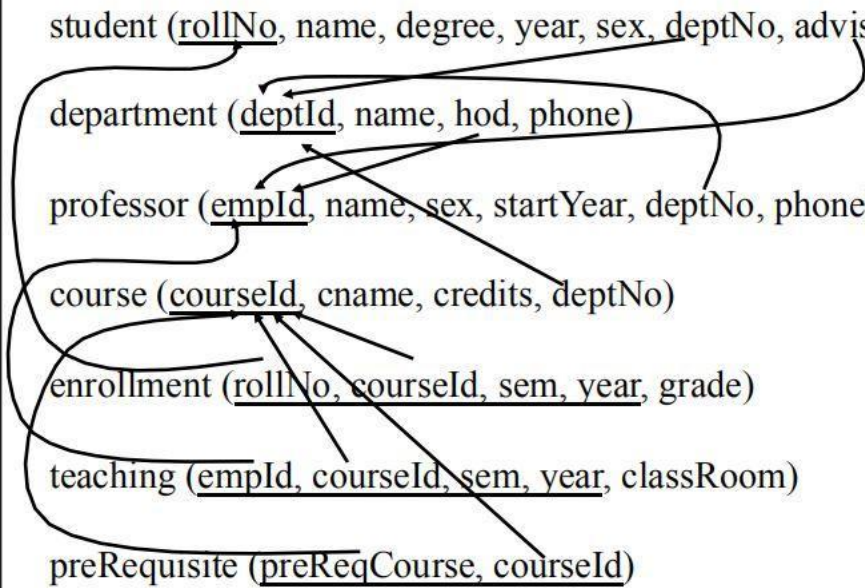 student (rollNo, name, degree, year, sex, deptNo, advis
department (deptId, name, hod, phone)
professor (empId, name, sex, startYear, deptNo, phone
course (courseId, cname, credits, deptNo)
enrollment (rollNo, courseId, sem, year, grade)
teaching (empId, courseId, sem, year, classRoom)
preRequisite (preReqCourse, courseId)